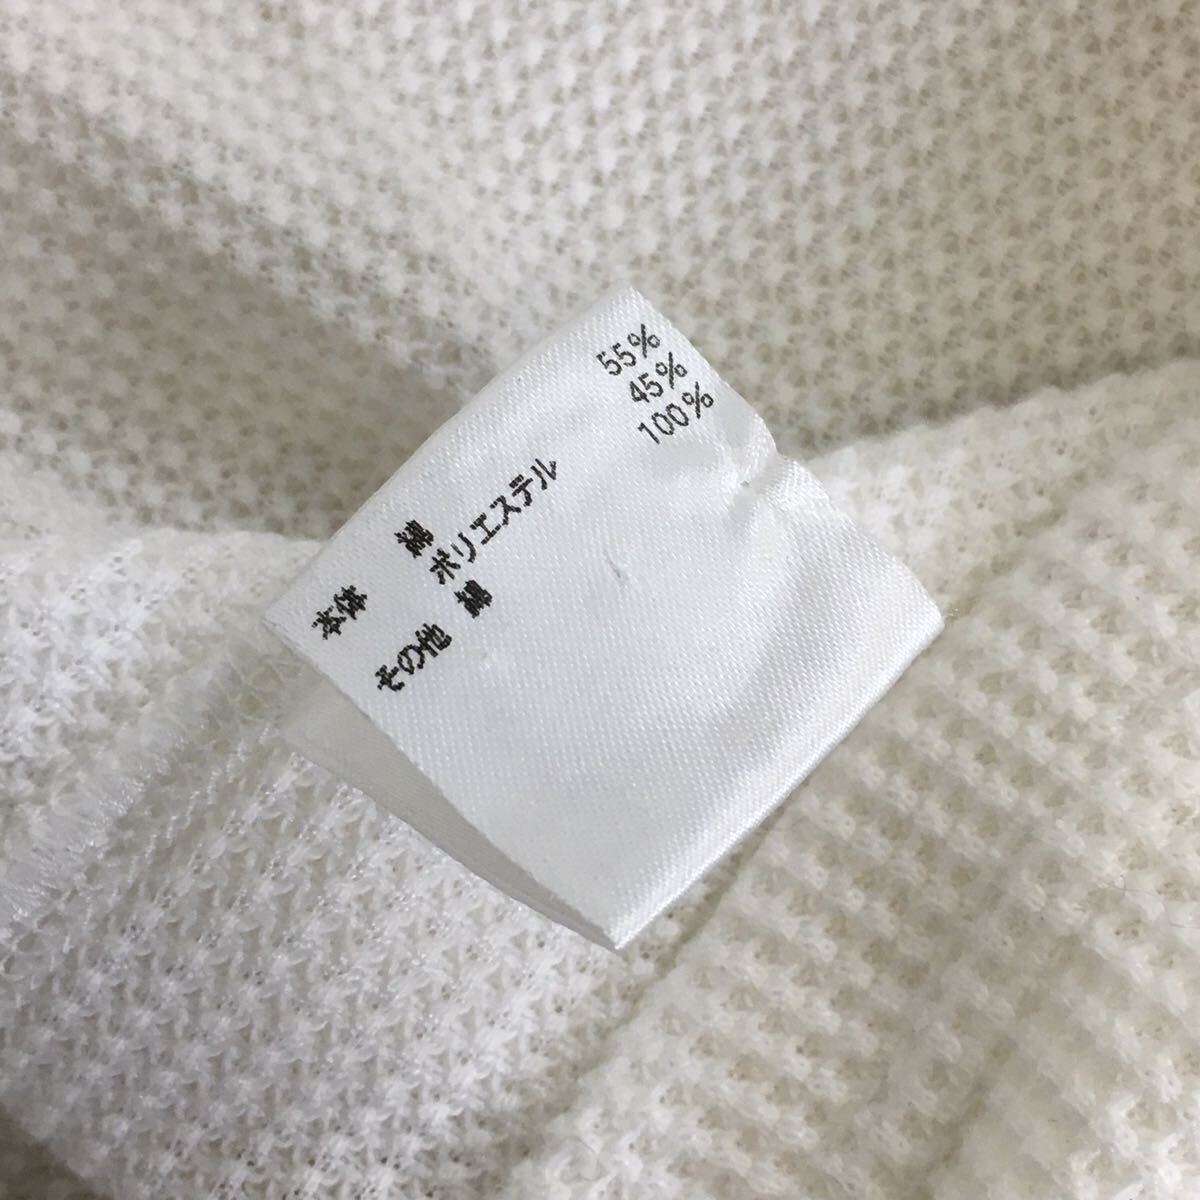 本体 綿 55%
ポリエステル 45%
その他 綿 100%